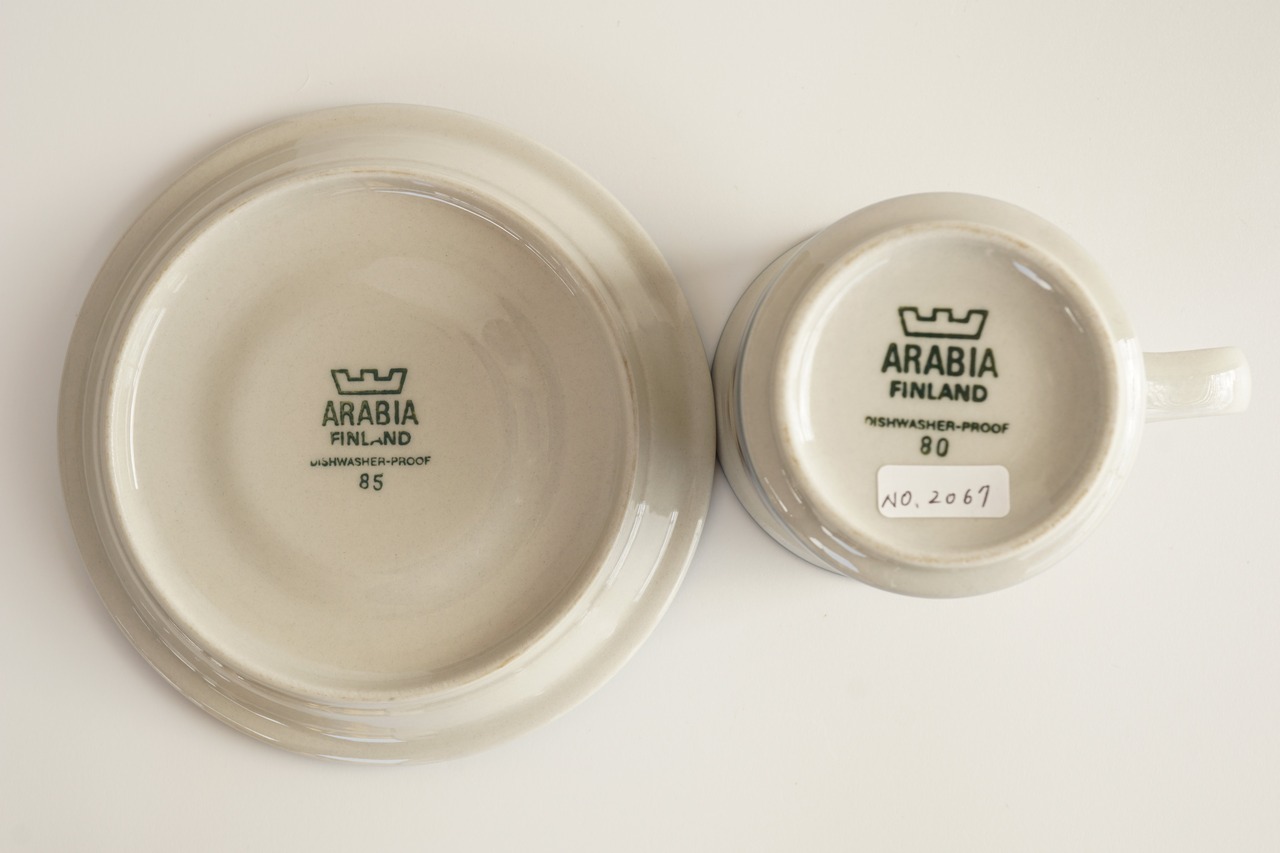 ARABIA
FINLAND
DISHWASHER-PROOF
85
ARABIA
FINLAND
DISHWASHER-PROOF
80
NO. 2067